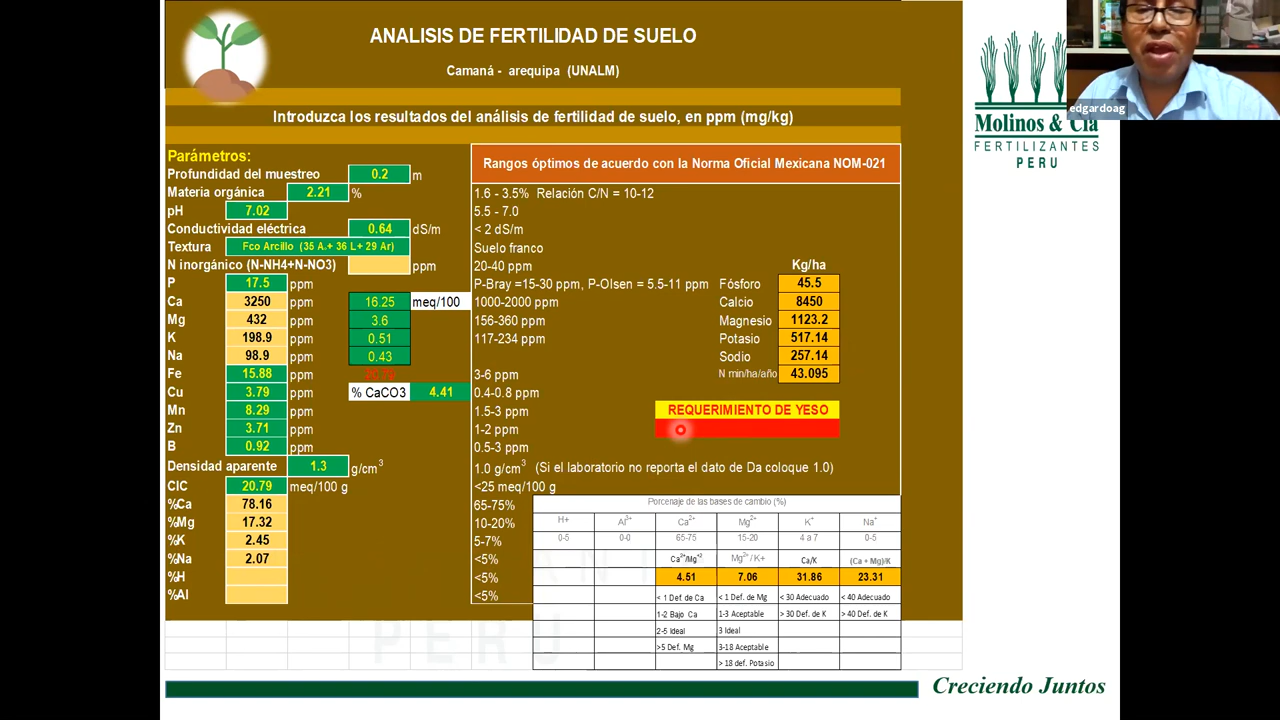 ANALISIS DE FERTILIDAD DE SUELO
Camaná - arequipa (UNALM)
Introduzca los resultados del análisis de fertilidad de suelo, en ppm (mg/kg)
edgardoag
Molinos & Cía
FERTILIZANTES
PERU
Parámetros:
Rangos óptimos de acuerdo con la Norma Oficial Mexicana NOM-021
Profundidad del muestreo 0.2 m
Materia orgánica 2.21 % 1.6 - 3.5% Relación C/N = 10-12
pH 7.02 5.5 - 7.0
Conductividad eléctrica 0.64 dS/m < 2 dS/m
Textura Fco Arcillo (35 A.+ 36 L+ 29 Ar) Suelo franco
N inorgánico (N-NH4+N-NO3) ppm 20-40 ppm Kg/ha
P 17.5 ppm P-Bray =15-30 ppm, P-Olsen = 5.5-11 ppm Fósforo 45.5
Ca 3250 ppm 16.25 meq/100 1000-2000 ppm Calcio 8450
Mg 432 ppm 3.6 156-360 ppm Magnesio 1123.2
K 198.9 ppm 0.51 117-234 ppm Potasio 517.14
Na 98.9 ppm 0.43 Sodio 257.14
Fe 15.88 ppm 3-6 ppm N min/ha/año 43.095
Cu 3.79 ppm % CaCO3 4.41 0.4-0.8 ppm
Mn 8.29 ppm 1.5-3 ppm REQUERIMIENTO DE YESO
Zn 3.71 ppm 1-2 ppm
B 0.92 ppm 0.5-3 ppm
Densidad aparente 1.3 g/cm3 1.0 g/cm3 (Si el laboratorio no reporta el dato de Da coloque 1.0)
CIC 20.79 meq/100 g <25 meq/100 g
%Ca 78.16 65-75%
%Mg 17.32 10-20%
%K 2.45 5-7%
%Na 2.07 <5%
%H <5%
%Al <5%
Porcenaje de las bases de cambio (%)
H+ Al3+ Ca2+ Mg2+ K+ Na+
0-5 0-0 65-75 15-20 4 a 7 0-5
Ca2+/Mg+2 Mg2+/ K+ Ca/K (Ca + Mg)/K
4.51 7.06 31.86 23.31
< 1 Def. de Ca < 1 Def. de Mg < 30 Adecuado < 40 Adecuado
1-2 Bajo Ca 1-3 Aceptable > 30 Def. de K > 40 Def. de K
2-5 Ideal 3 Ideal
>5 Def. Mg 3-18 Aceptable
> 18 def. Potasio
PERU
Creciendo Juntos